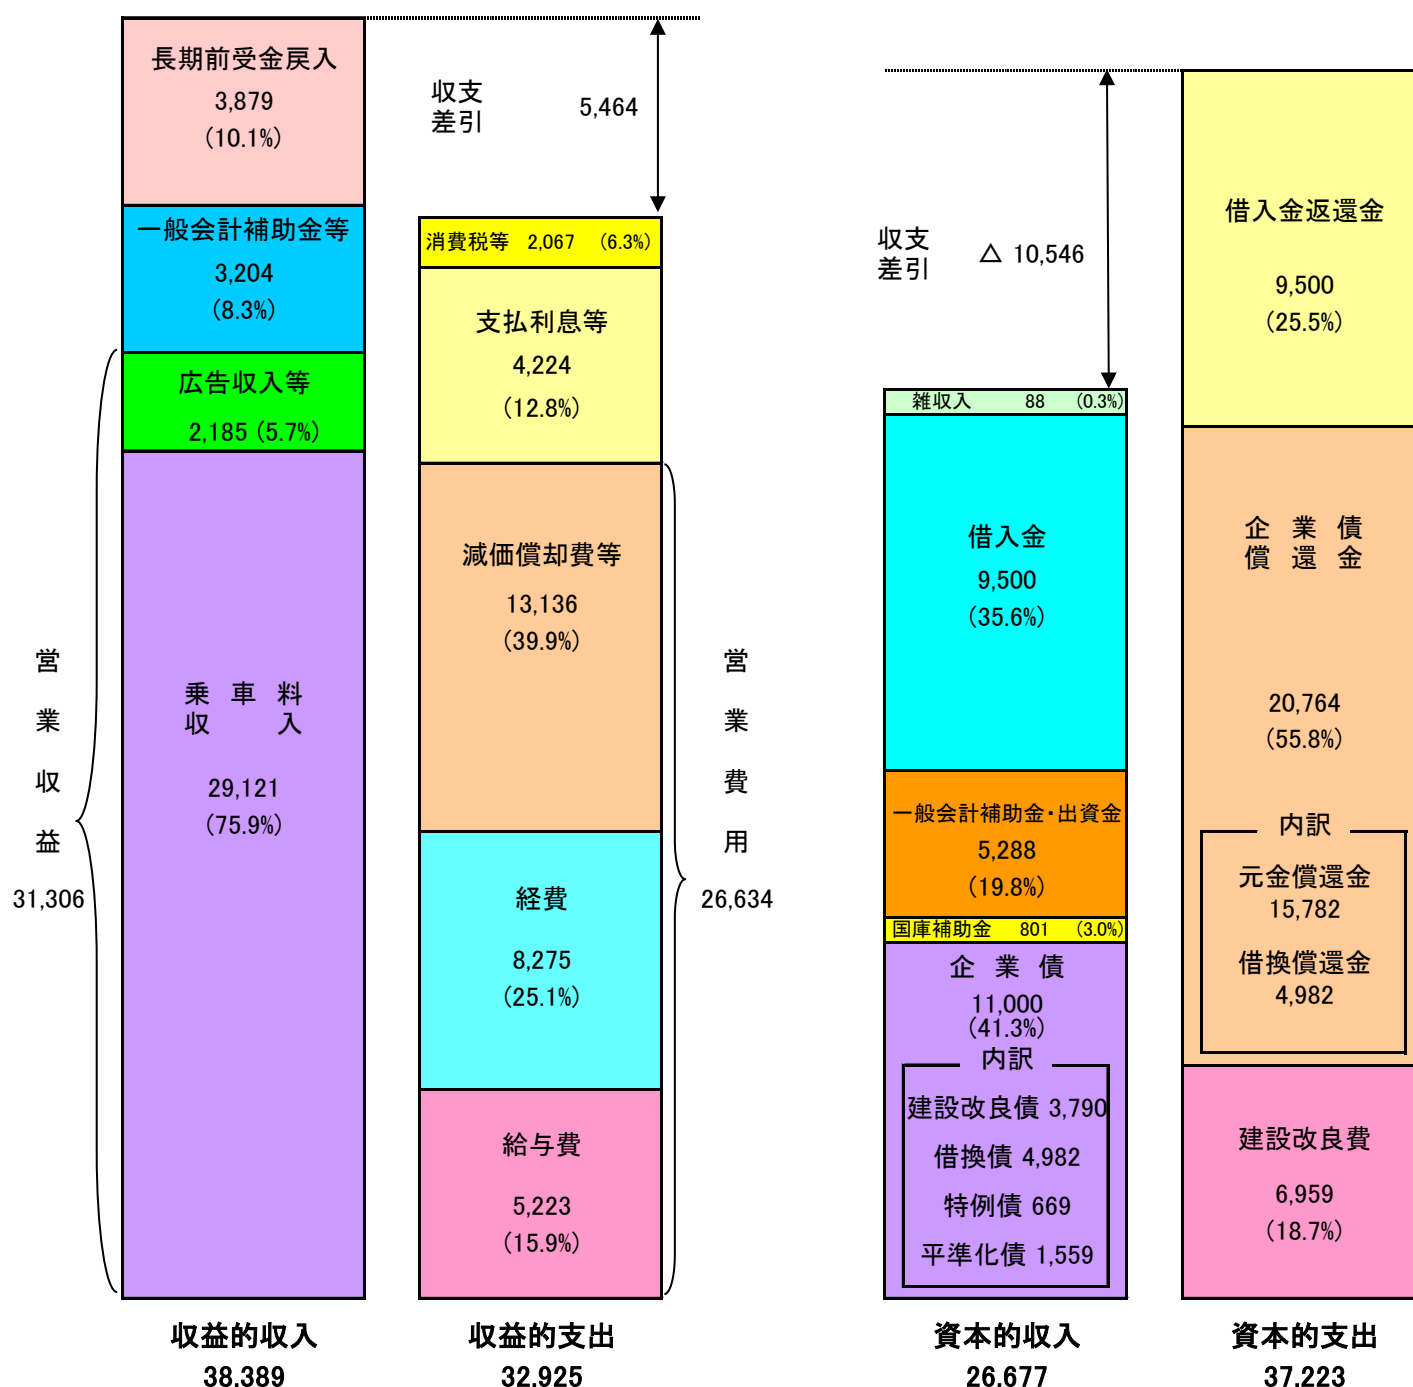 長期前受金戻入
3,879
(10.1%)
一般会計補助金等
3,204
(8.3%)
広告収入等
2,185 (5.7%)
乗車料
収入
29,121
(75.9%)
営業収益
31,306
収益的収入
38.389
収支
差引
5,464
消費税等 2,067 (6.3%)
支払利息等
4,224
(12.8%)
減価償却費等
13,136
(39.9%)
経費
8,275
(25.1%)
給与費
5,223
(15.9%)
営業費用
26,634
収益的支出
32.925
収支
差引
△ 10,546
雑収入 88 (0.3%)
借入金
9,500
(35.6%)
一般会計補助金・出資金
5,288
(19.8%)
国庫補助金 801 (3.0%)
企業債
11,000
(41.3%)
内訳
建設改良債 3,790
借換債 4,982
特例債 669
平準化債 1,559
資本的収入
26.677
借入金返還金
9,500
(25.5%)
企業債
償還金
20,764
(55.8%)
内訳
元金償還金
15,782
借換償還金
4,982
建設改良費
6,959
(18.7%)
資本的支出
37.223